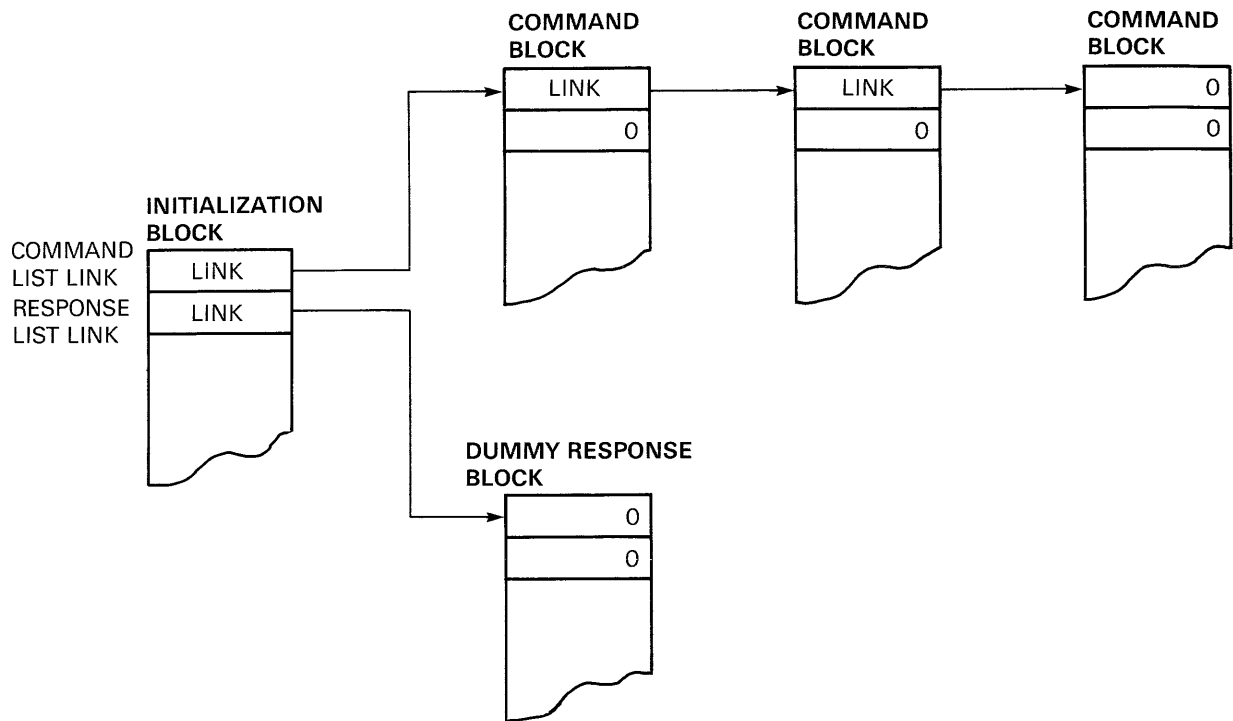 COMMAND
BLOCK
LINK
0
COMMAND
BLOCK
LINK
0
COMMAND
BLOCK
0
0
INITIALIZATION
BLOCK
COMMAND
LIST LINK
LINK
RESPONSE
LIST LINK
LINK
DUMMY RESPONSE
BLOCK
0
0